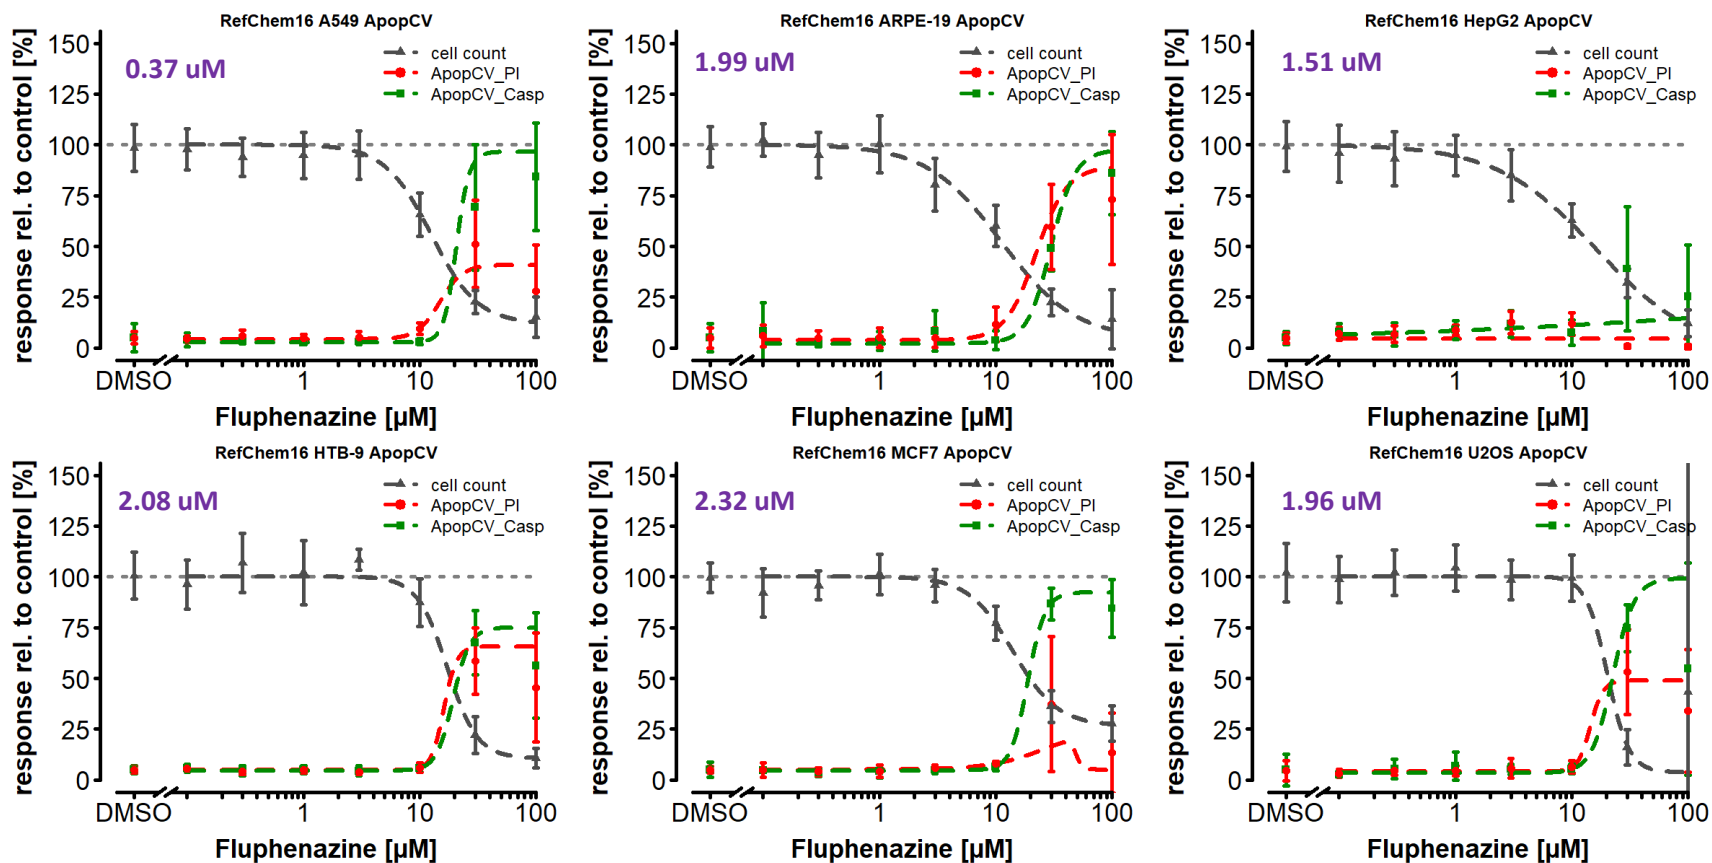 RefChem16 A549 ApopCV
response rel. to control [%]
150
125
100
75
50
25
0
0.37 uM
cell count
ApopCV_PI
ApopCV_Casp
DMSO
1
10
100
Fluphenazine [µM]
RefChem16 ARPE-19 ApopCV
response rel. to control [%]
150
125
100
75
50
25
0
1.99 uM
cell count
ApopCV_PI
ApopCV_Casp
DMSO
1
10
100
Fluphenazine [µM]
RefChem16 HepG2 ApopCV
response rel. to control [%]
150
125
100
75
50
25
0
1.51 uM
cell count
ApopCV_PI
ApopCV_Casp
DMSO
1
10
100
Fluphenazine [µM]
RefChem16 HTB-9 ApopCV
response rel. to control [%]
150
125
100
75
50
25
0
2.08 uM
cell count
ApopCV_PI
ApopCV_Casp
DMSO
1
10
100
Fluphenazine [µM]
RefChem16 MCF7 ApopCV
response rel. to control [%]
150
125
100
75
50
25
0
2.32 uM
cell count
ApopCV_PI
ApopCV_Casp
DMSO
1
10
100
Fluphenazine [µM]
RefChem16 U2OS ApopCV
response rel. to control [%]
150
125
100
75
50
25
0
1.96 uM
cell count
ApopCV_PI
ApopCV_Casp
DMSO
1
10
100
Fluphenazine [µM]